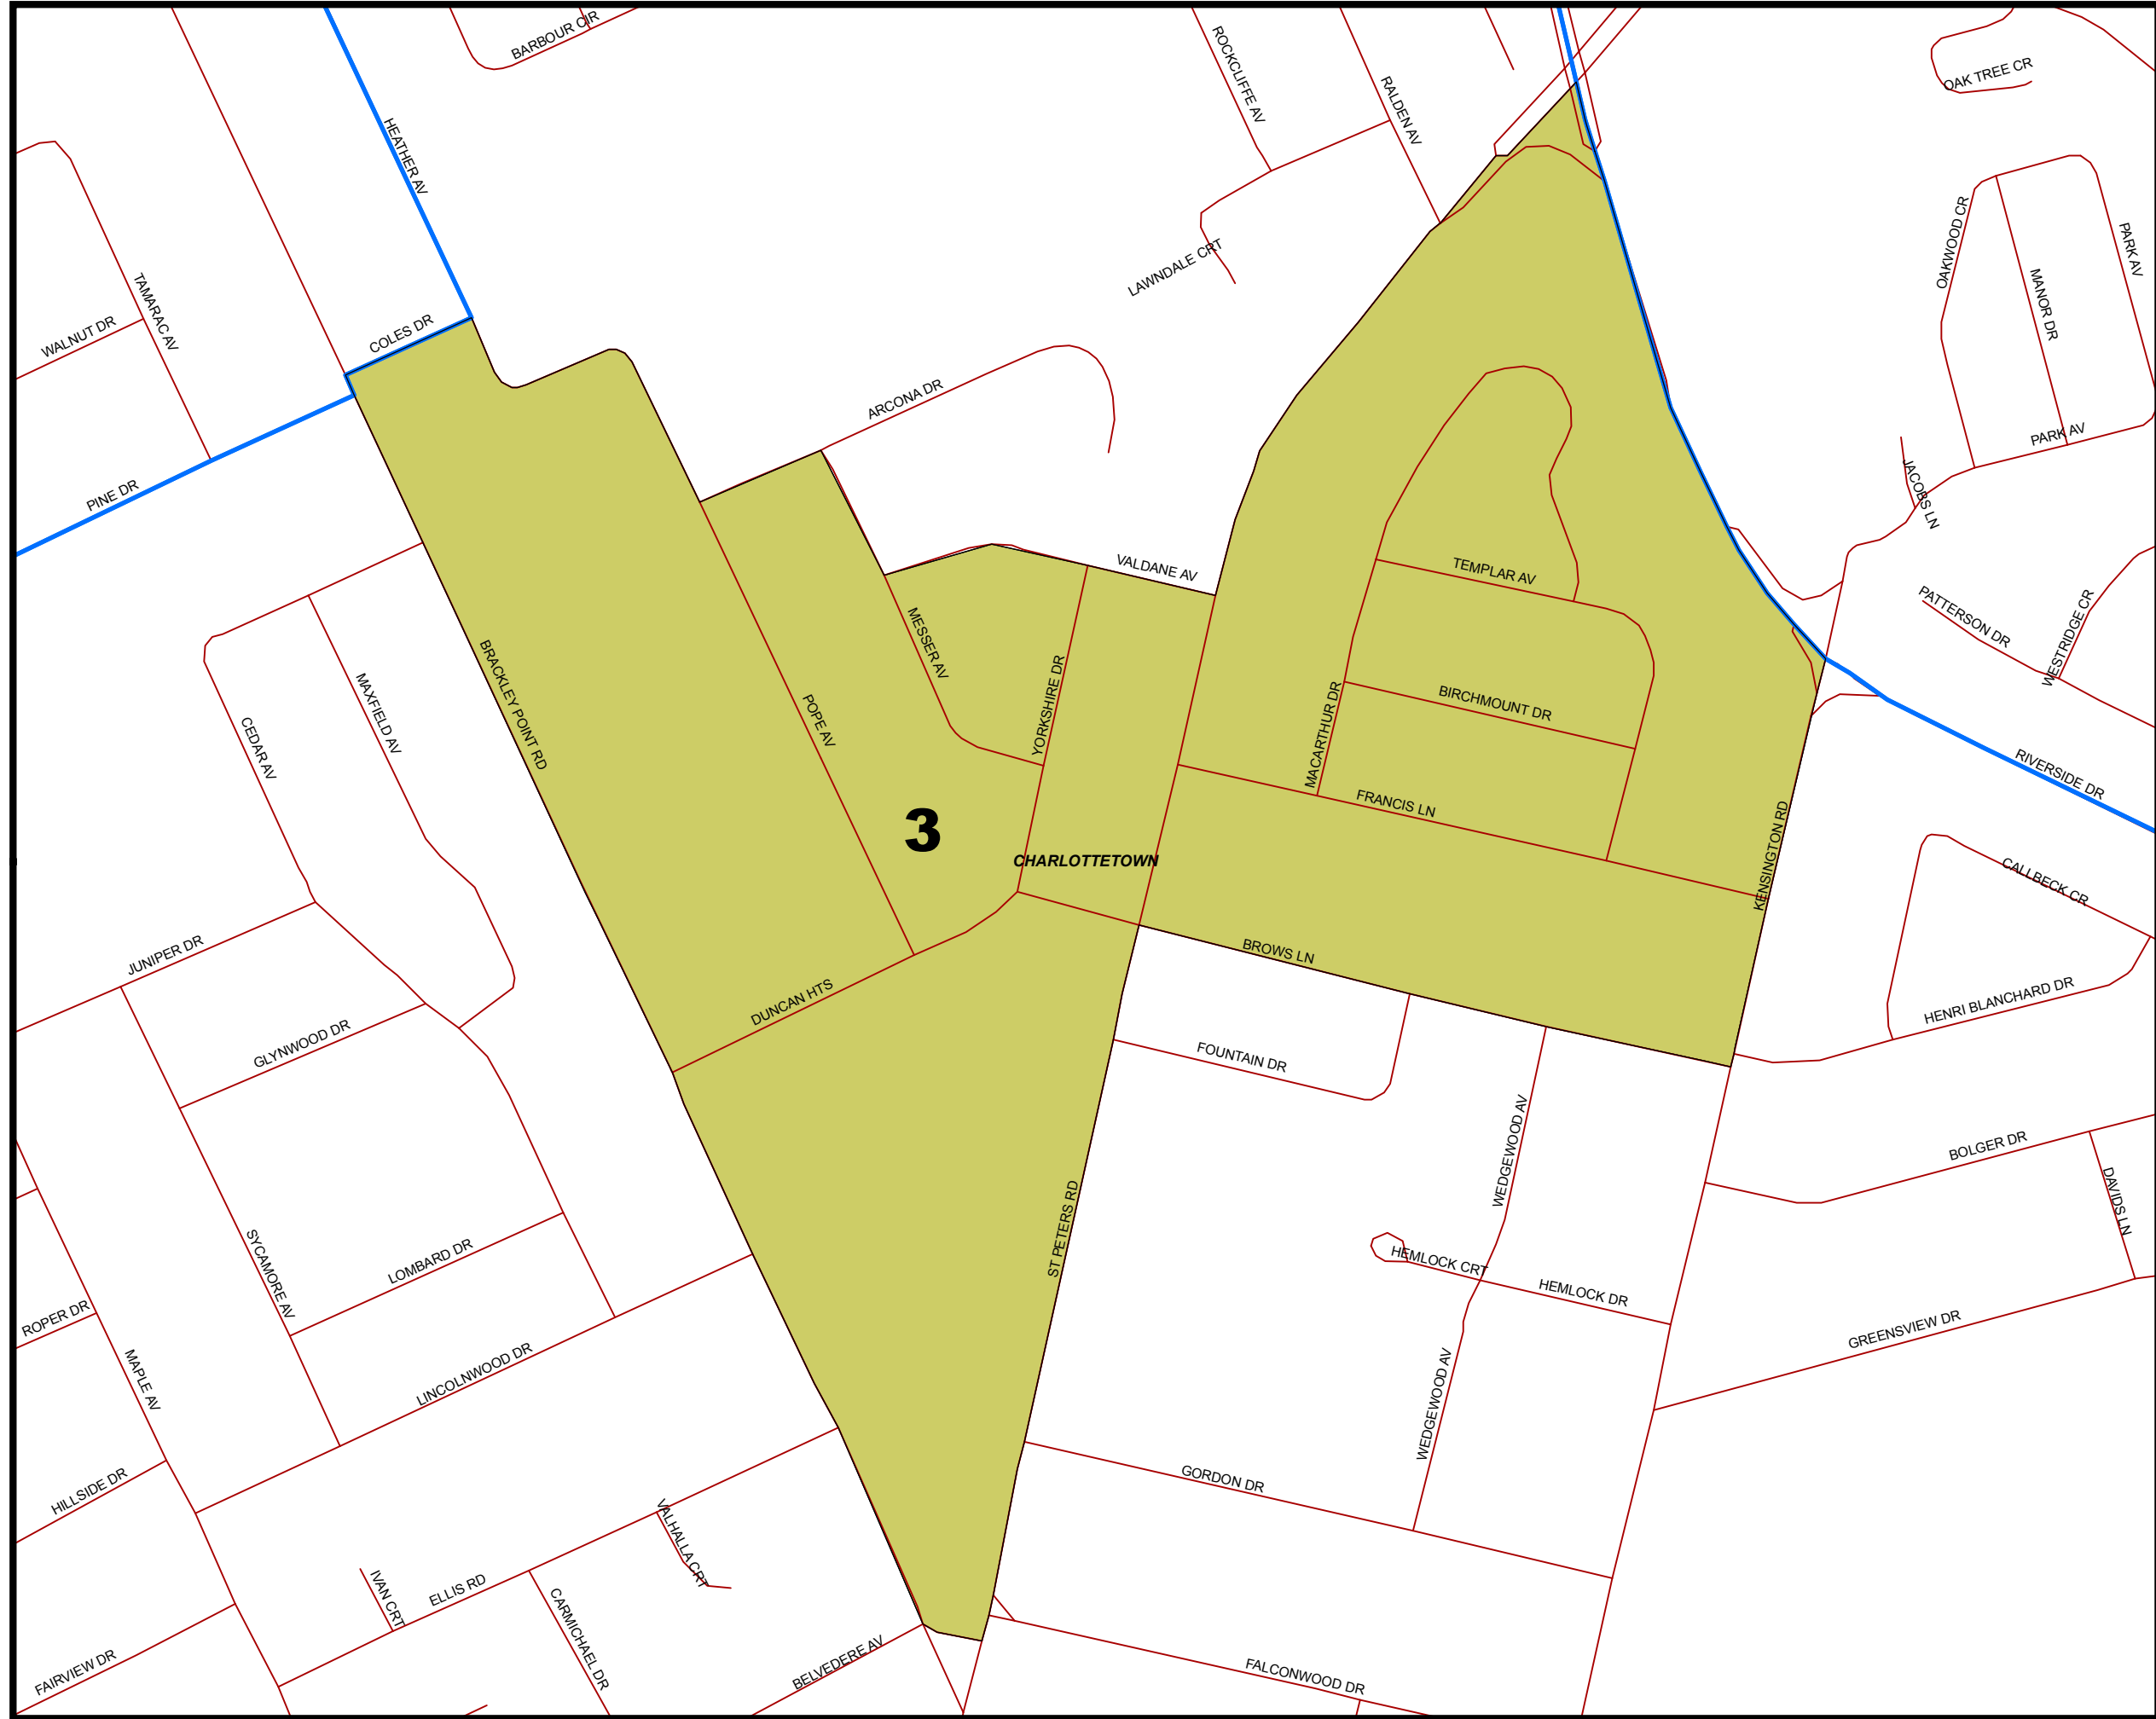 BARBOUR CIR
ROCKCLIFFE AV
RALDEN AV
OAK TREE CR
HEATHER AV
OAKWOOD CR
PARK AV
MANOR DR
LAWNDALE CRT
TAMARAC AV
WALNUT DR
COLES DR
ARCONA DR
PARK AV
JACOBS LN
PINE DR
VALDANE AV
TEMPLAR AV
PATTERSON DR
WESTRIDGE CR
MESSER AV
BRACKLEY POINT RD
YORKSHIRE DR
MAXFIELD AV
POPE AV
MACARTHUR DR
BIRCHMOUNT DR
CEDAR AV
RIVERSIDE DR
FRANCIS LN
KENSINGTON RD
3
CHARLOTTETOWN
CALLBECK CR
JUNIPER DR
BROWS LN
DUNCAN HTS
HENRI BLANCHARD DR
GLYNWOOD DR
FOUNTAIN DR
WEDGEWOOD AV
BOLGER DR
DAVIDS LN
ST PETERS RD
SYCAMORE AV
LOMBARD DR
HEMLOCK CRT
HEMLOCK DR
ROPER DR
GREENSVIEW DR
MAPLE AV
LINCOLNWOOD DR
WEDGEWOOD AV
GORDON DR
HILLSIDE DR
VALHALLA CRT
IVAN CRT
ELLIS RD
CARMICHAEL DR
BELVEDERE AV
FAIRVIEW DR
FALCONWOOD DR